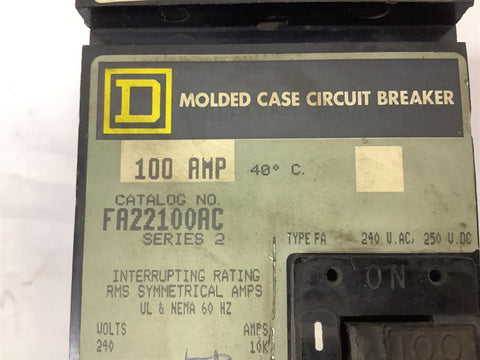 D
MOLDED CASE CIRCUIT BREAKER
100 AMP 40° C.
CATALOG NO.
FA22100AC
SERIES 2
TYPE FA 240 V.AC, 250 V.DC
INTERRUPTING RATING
RMS SYMMETRICAL AMPS
UL & NEMA 60 HZ
VOLTS AMPS
240 10K
ON
100